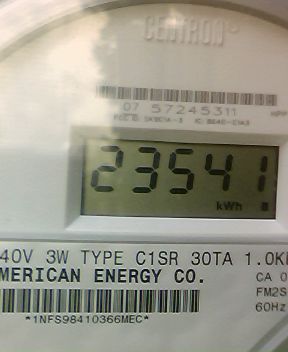 CENTRON
07 57245311
23541
kWh
40V 3W TYPE C1SR 30TA 1.0K
MERICAN ENERGY CO.
CA 0
FM2S
60Hz
*1NFS98410366MEC*